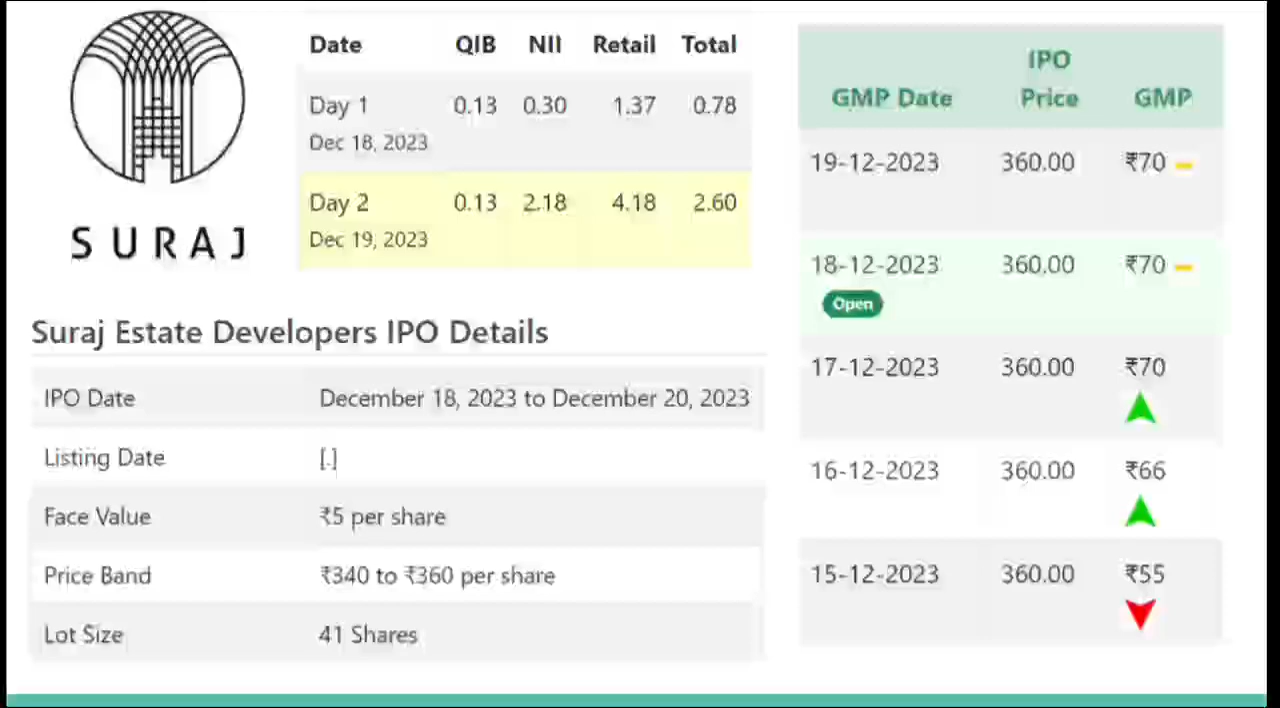 SURAJ
Date QIB NII Retail Total
Day 1 0.13 0.30 1.37 0.78
Dec 18, 2023
Day 2 0.13 2.18 4.18 2.60
Dec 19, 2023
Suraj Estate Developers IPO Details
IPO Date December 18, 2023 to December 20, 2023
Listing Date [.]
Face Value ₹5 per share
Price Band ₹340 to ₹360 per share
Lot Size 41 Shares
IPO
GMP Date Price GMP
19-12-2023 360.00 ₹70
18-12-2023 360.00 ₹70
Open
17-12-2023 360.00 ₹70
16-12-2023 360.00 ₹66
15-12-2023 360.00 ₹55